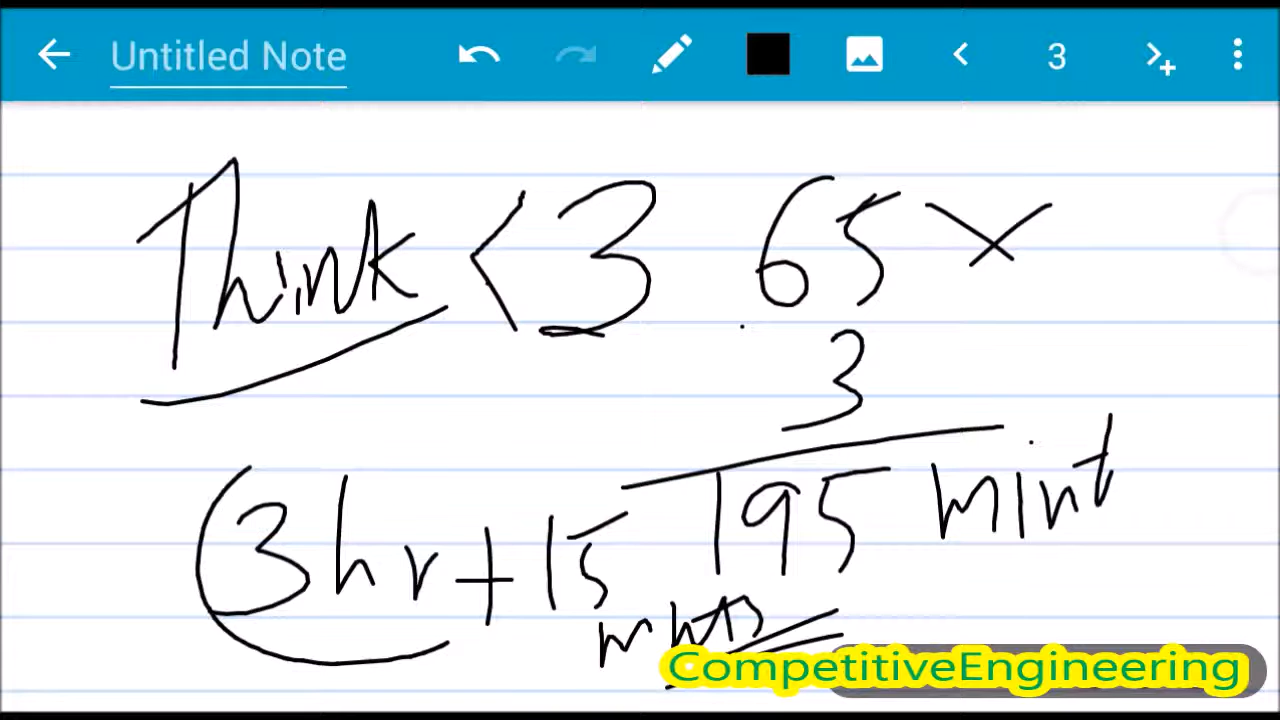 Untitled Note
3
Think < 3 65 x
3
195 mint
3hr + 15
mnts
CompetitiveEngineering